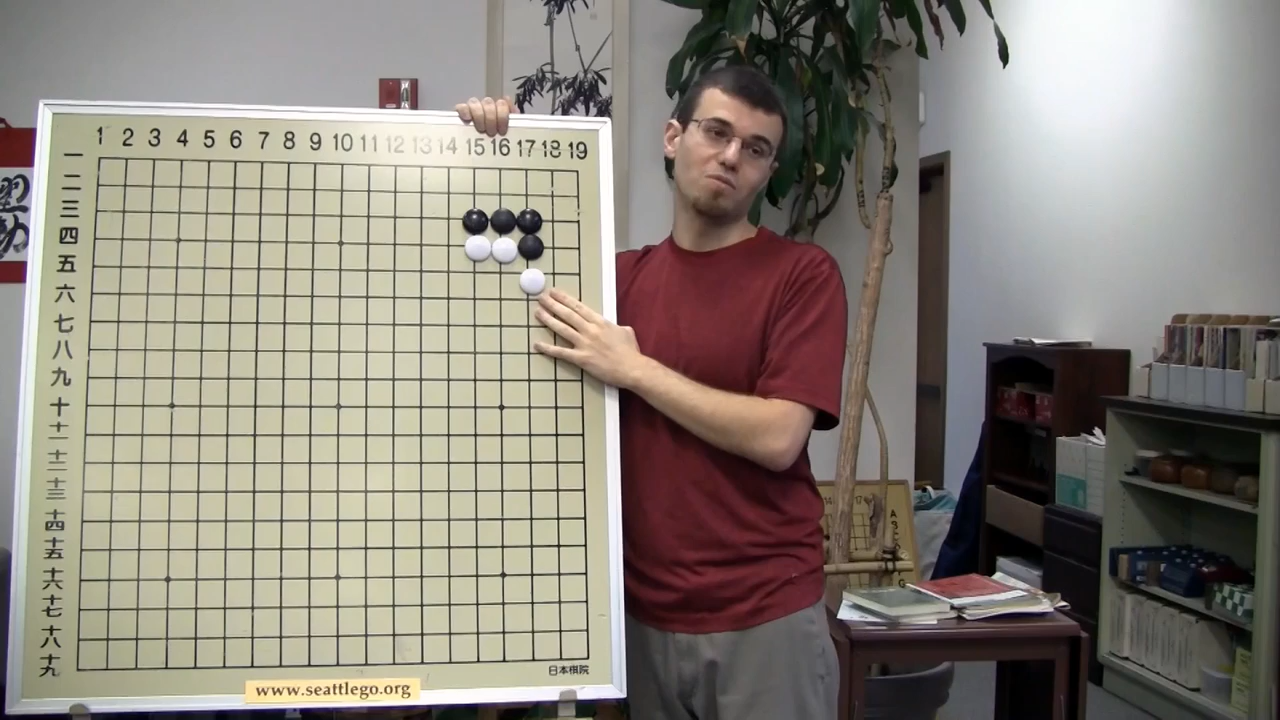 1 2 3 4 5 6 7 8 9 10 11 12 13 14 15 16 17 18 19
一
二
三
四
五
六
七
八
九
十
十一
十二
十三
十四
十五
十六
十七
十八
十九
日本棋院
www.seattlego.org